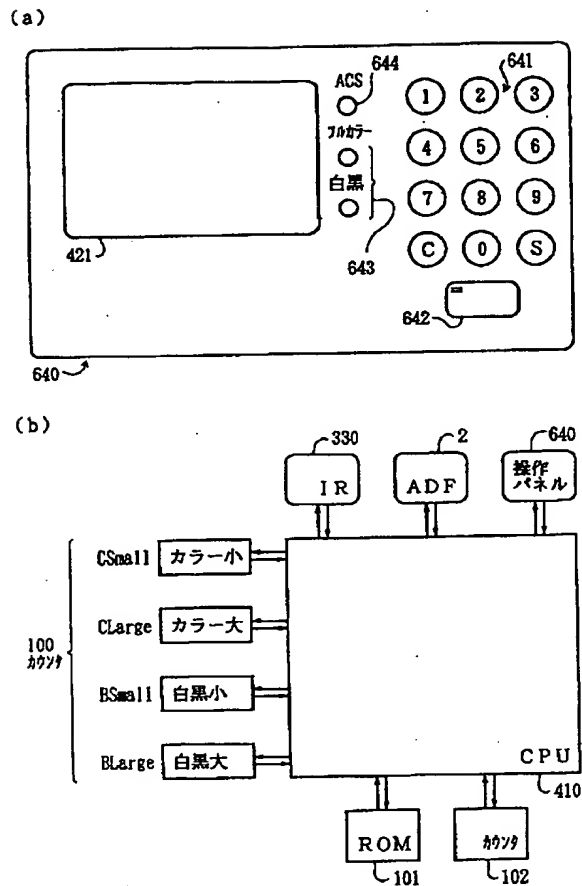 (a)
644
641
ACS
1 2 3
ﾌﾙｶﾗｰ
4 5 6
白黒
7 8 9
421
643
C 0 S
642
640
(b)
330
2
640
IR
ADF
操作
パネル
CSmall カラー小
CLarge カラー大
100
ｶｳﾝﾀ
BSmall 白黒小
BLarge 白黒大
CPU
410
ROM
ｶｳﾝﾀ
101
102